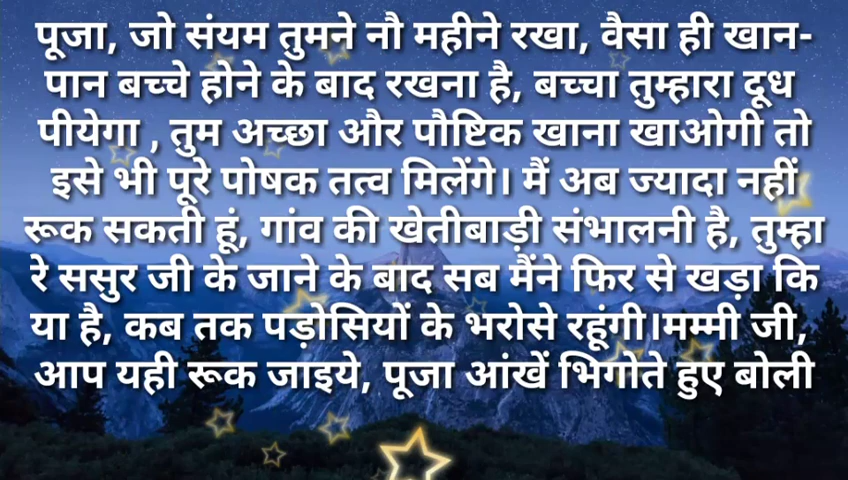 पूजा, जो संयम तुमने नौ महीने रखा, वैसा ही खान-
पान बच्चे होने के बाद रखना है, बच्चा तुम्हारा दूध
पीयेगा , तुम अच्छा और पौष्टिक खाना खाओगी तो
इसे भी पूरे पोषक तत्व मिलेंगे। मैं अब ज्यादा नहीं
रूक सकती हूं, गांव की खेतीबाड़ी संभालनी है, तुम्हा
रे ससुर जी के जाने के बाद सब मैंने फिर से खड़ा कि
या है, कब तक पड़ोसियों के भरोसे रहूंगी।मम्मी जी,
आप यही रूक जाइये, पूजा आंखें भिगोते हुए बोली